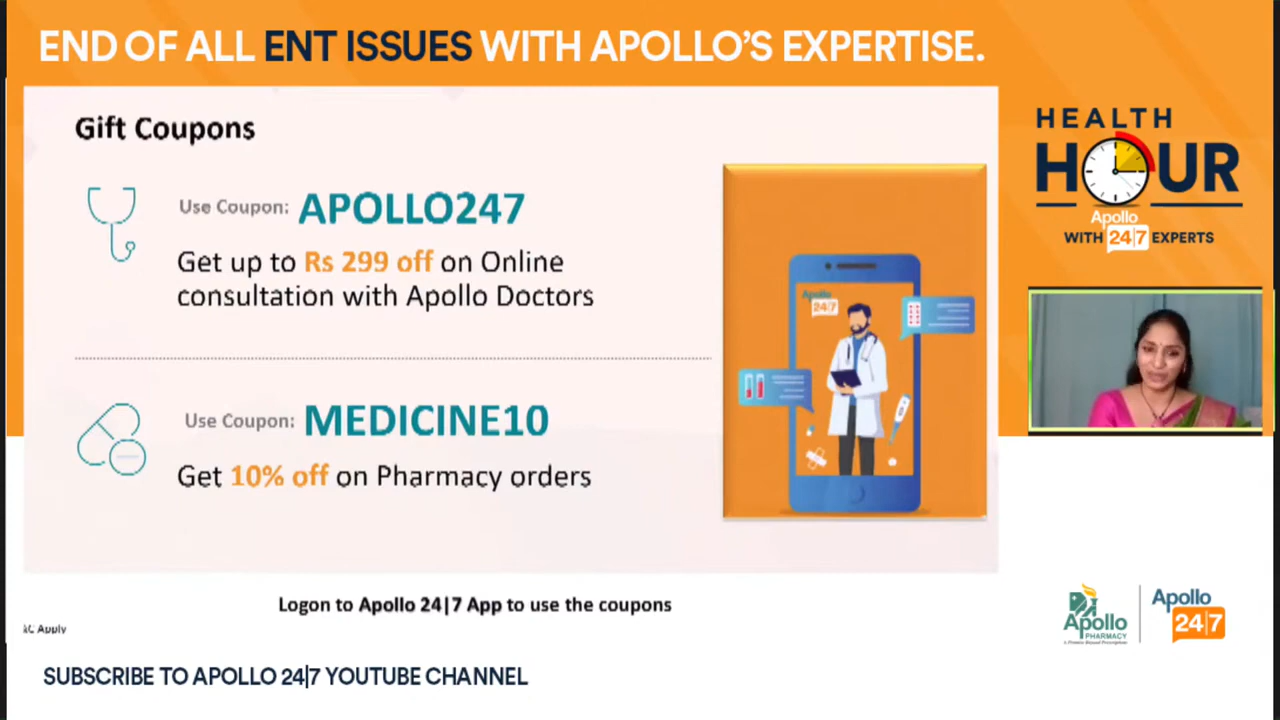 END OF ALL ENT ISSUES WITH APOLLO'S EXPERTISE.
Gift Coupons
Use Coupon: APOLLO247
Get up to Rs 299 off on Online
consultation with Apollo Doctors
Use Coupon: MEDICINE10
Get 10% off on Pharmacy orders
Logon to Apollo 24|7 App to use the coupons
&C Apply
SUBSCRIBE TO APOLLO 24|7 YOUTUBE CHANNEL
HEALTH
HOUR
Apollo
WITH 24|7 EXPERTS
Apollo
24|7
Apollo
PHARMACY
Apollo
24|7